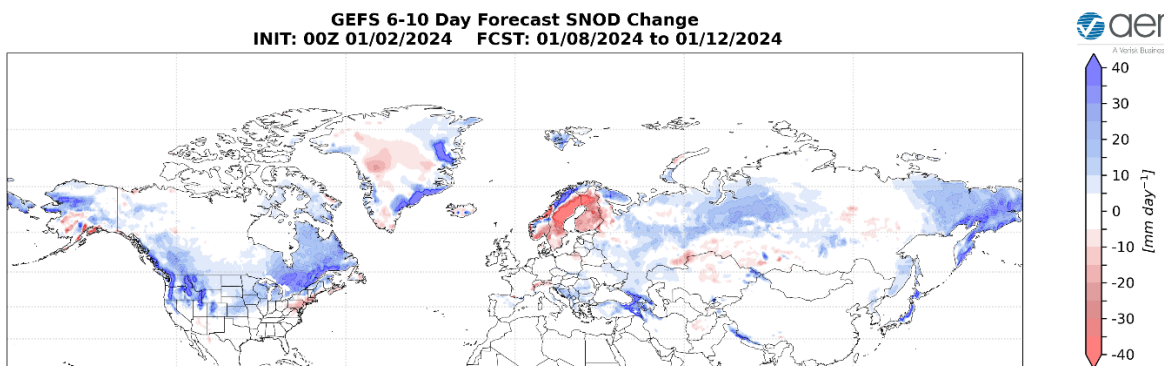 GEFS 6-10 Day Forecast SNOD Change
INIT: 00Z 01/02/2024 FCST: 01/08/2024 to 01/12/2024
aer
A Verisk Business
40
30
20
10
0
-10
-20
-30
-40
[mm day⁻¹]